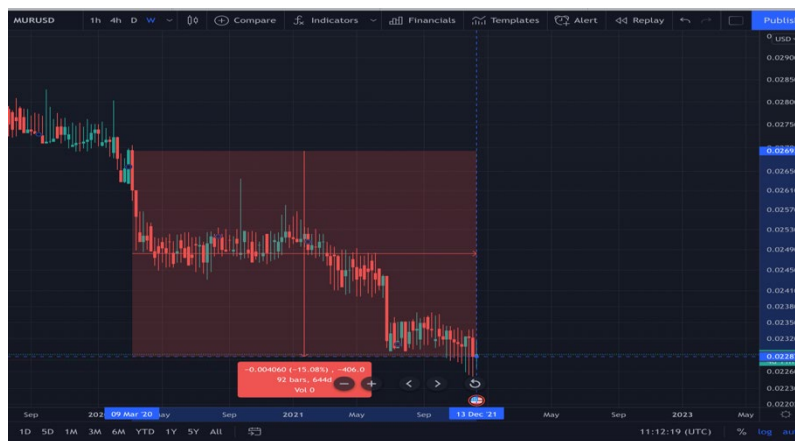 MURUSD 1h 4h D W Compare Indicators Financials Templates Alert Replay Publis
0 USD
0.0290
0.0285
0.0280
0.0275
0.0269
0.0265
0.0261
0.0257
0.0253
0.0249
0.0245
0.0241
0.0238
0.0235
0.0232
0.0228
0.0226
0.0223
0.0220
-0.004060 (-15.08%) , -406.0
92 bars, 644d
Vol 0
Sep 202 09 Mar '20 ay Sep 2021 May Sep 13 Dec '21 May Sep 2023 May
1D 5D 1M 3M 6M YTD 1Y 5Y All 11:12:19 (UTC) % log au